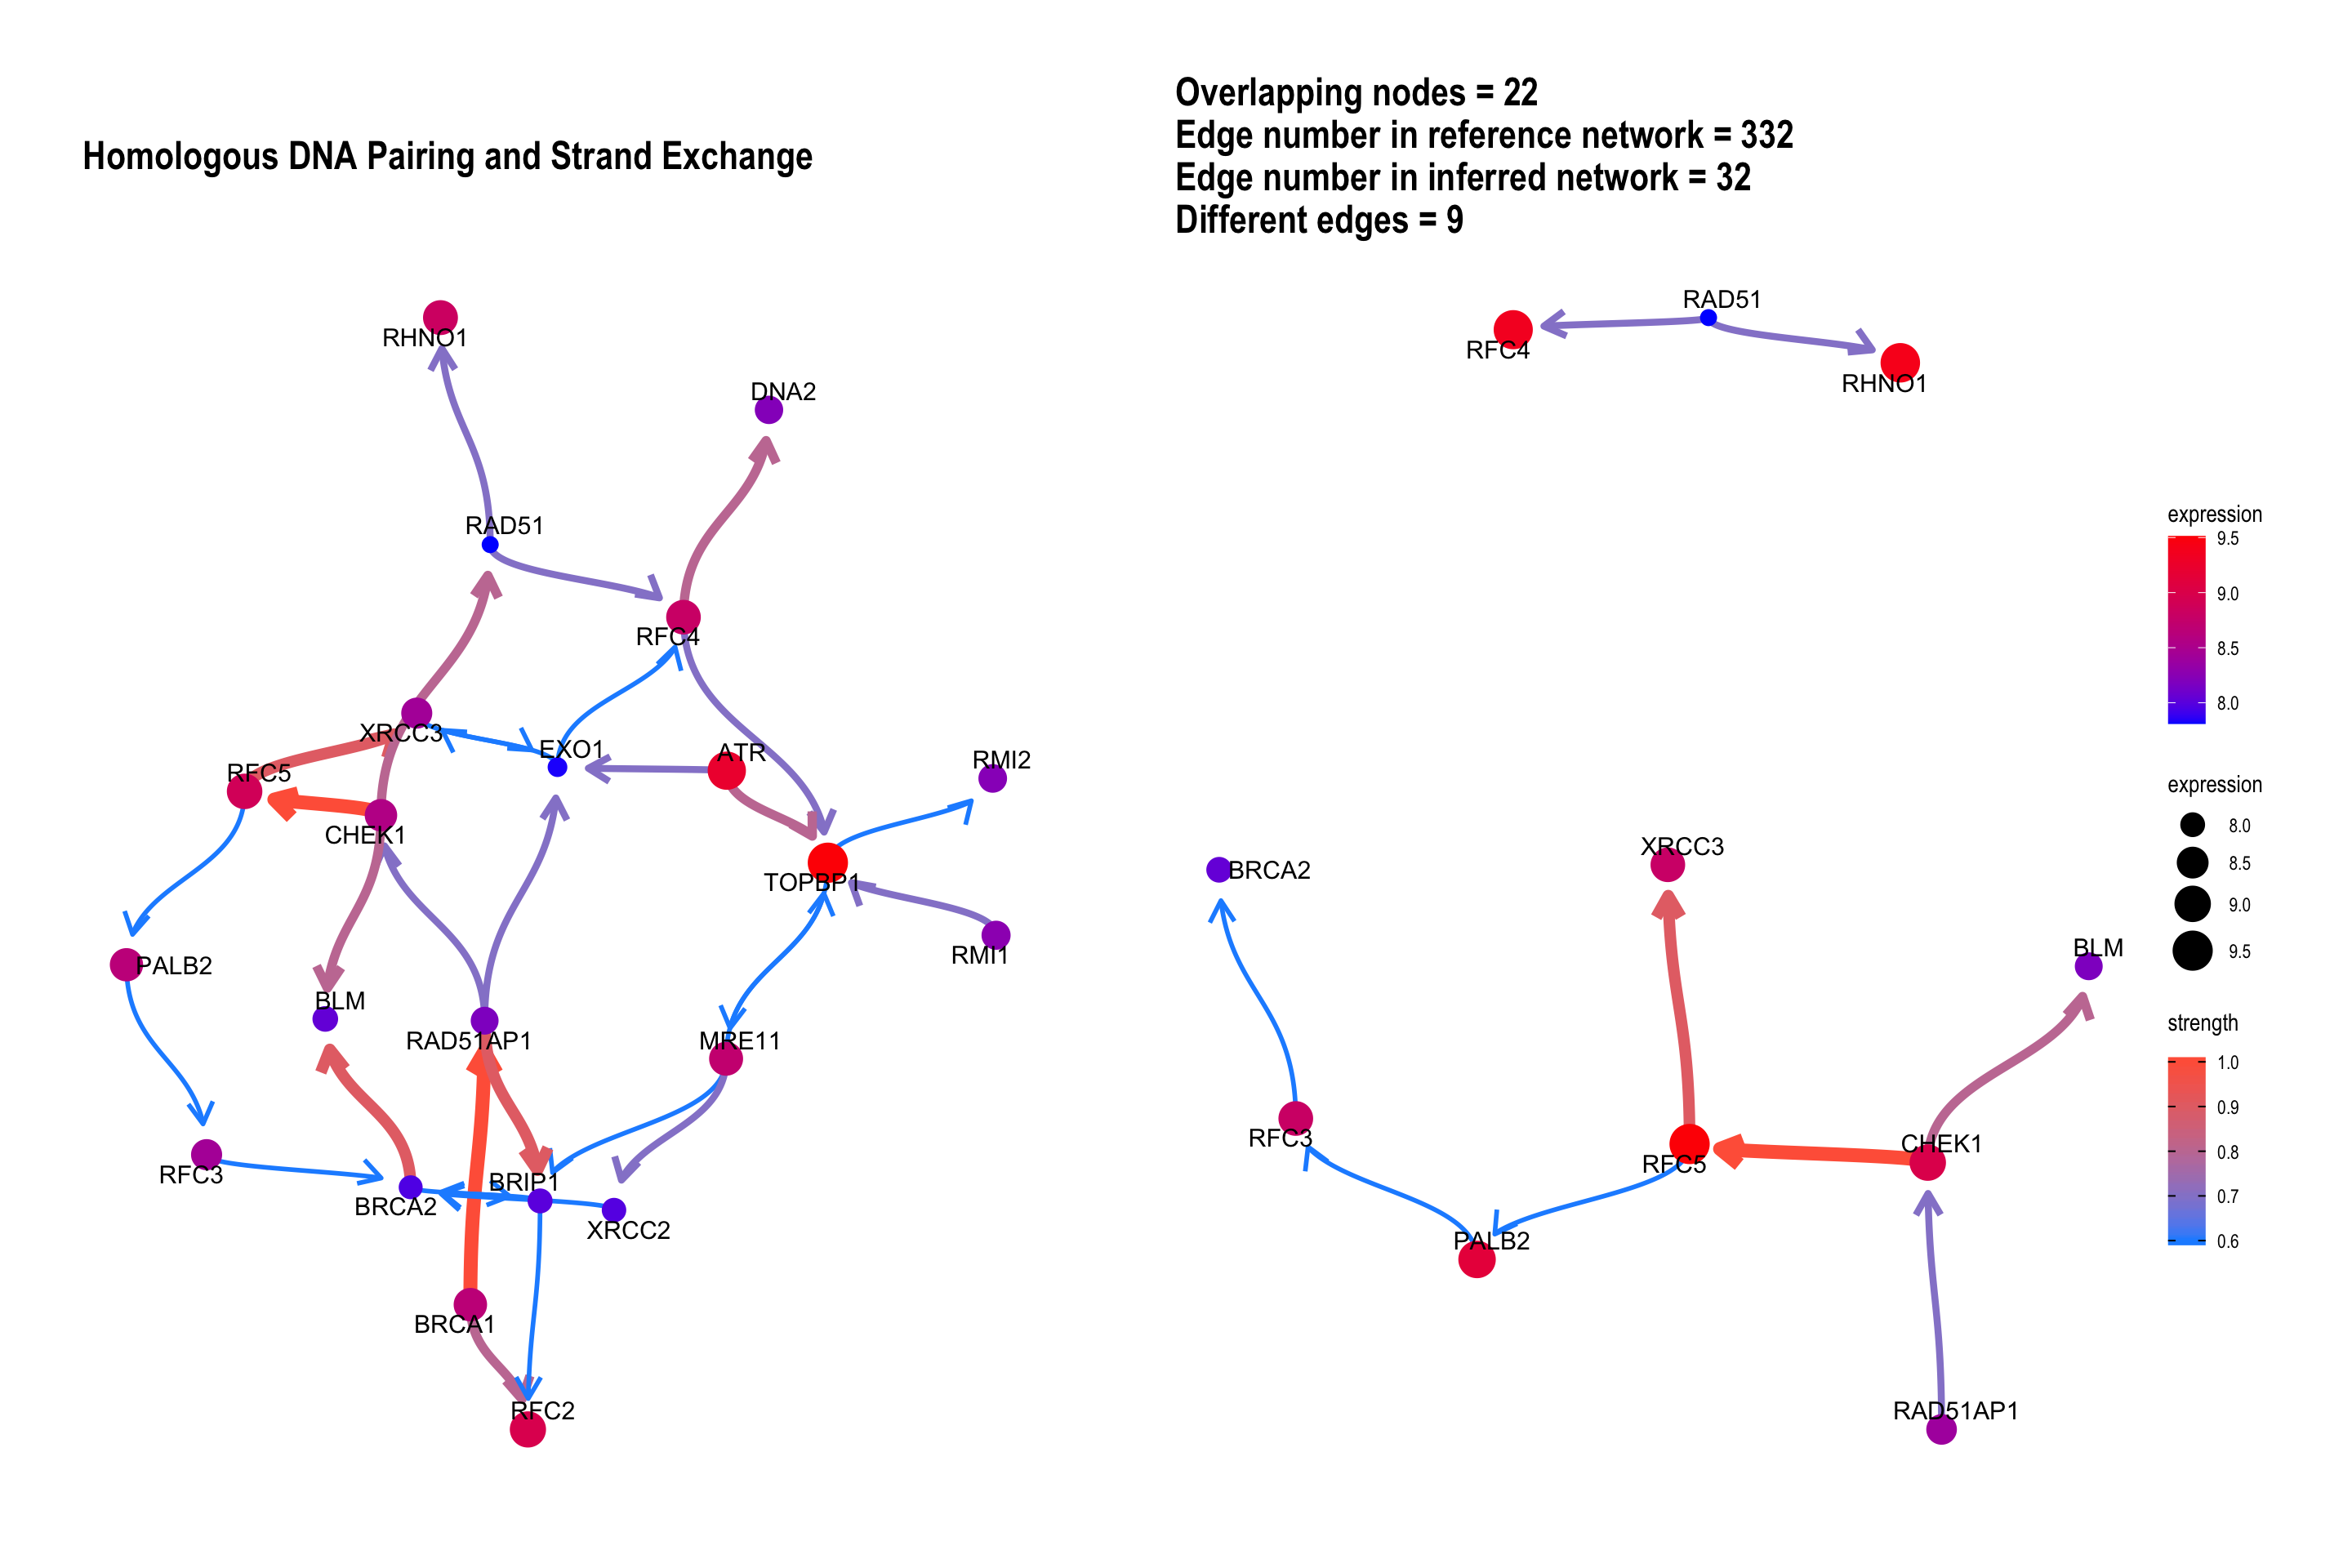 Homologous DNA Pairing and Strand Exchange
Overlapping nodes = 22
Edge number in reference network = 332
Edge number in inferred network = 32
Different edges = 9
RHNO1
DNA2
RAD51
RFC4
XRCC3
EXO1
ATR
RMI2
RFC5
CHEK1
TOPBP1
RMI1
PALB2
BLM
RAD51AP1
MRE11
RFC3
BRCA2
BRIP1
XRCC2
BRCA1
RFC2
RAD51
RFC4
RHNO1
XRCC3
BRCA2
BLM
RFC3
RFC5
CHEK1
PALB2
RAD51AP1
expression
9.5
9.0
8.5
8.0
expression
8.0
8.5
9.0
9.5
strength
1.0
0.9
0.8
0.7
0.6